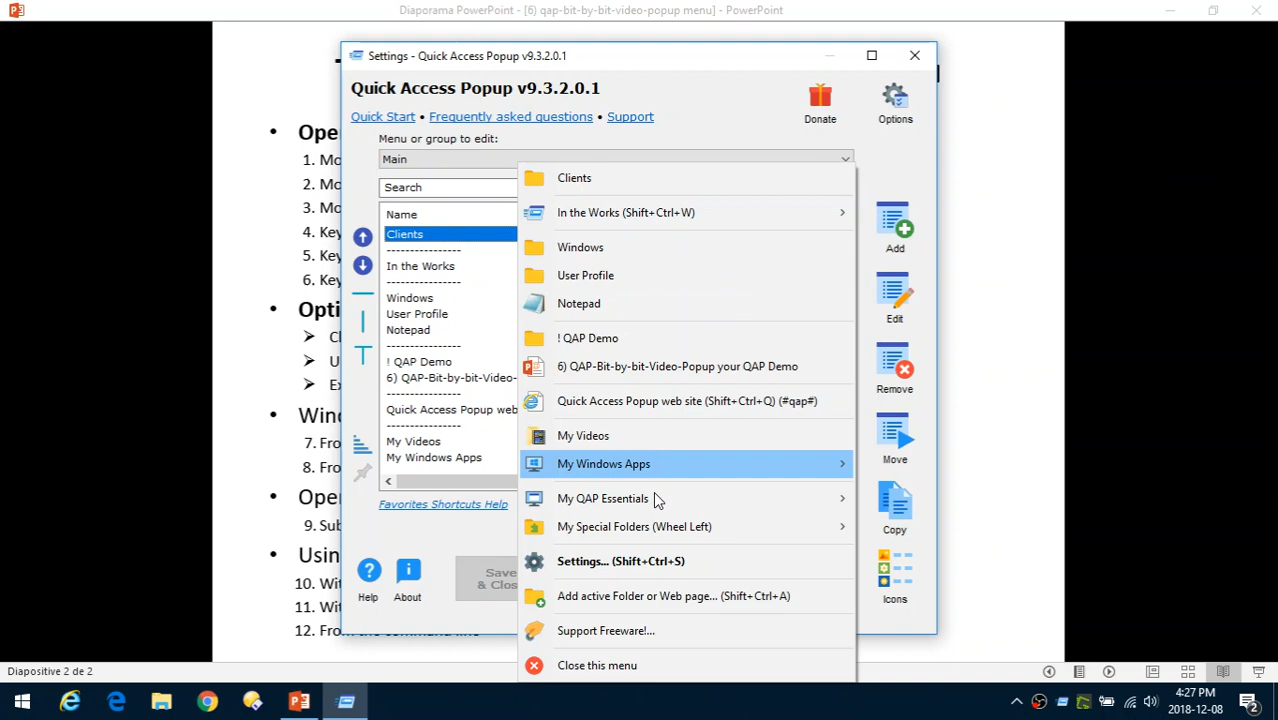 Diaporama PowerPoint - [6) qap-bit-by-bit-video-popup menu] - PowerPoint
Settings - Quick Access Popup v9.3.2.0.1
Quick Access Popup v9.3.2.0.1
Donate
Options
Quick Start • Frequently asked questions • Support
Menu or group to edit:
Main
Search
Name
Clients
----------------
In the Works
----------------
Windows
User Profile
Notepad
----------------
! QAP Demo
6) QAP-Bit-by-bit-Video-
----------------
Quick Access Popup web
----------------
My Videos
My Windows Apps
Favorites Shortcuts Help
Help
About
Save
& Clos
Clients
In the Works (Shift+Ctrl+W)
Windows
User Profile
Notepad
! QAP Demo
6) QAP-Bit-by-bit-Video-Popup your QAP Demo
Quick Access Popup web site (Shift+Ctrl+Q) (#qap#)
My Videos
My Windows Apps
My QAP Essentials
My Special Folders (Wheel Left)
Settings... (Shift+Ctrl+S)
Add active Folder or Web page... (Shift+Ctrl+A)
Support Freeware!...
Close this menu
Add
Edit
Remove
Move
Copy
Icons
• Ope
1. Mo
2. Mo
3. Mo
4. Key
5. Key
6. Key
• Opti
➢ Cl
➢ U
➢ Ex
• Wind
7. Fro
8. Fro
• Oper
9. Sub
• Using
10. Wit
11. Wit
12. From the command line
Diapositive 2 de 2
4:27 PM
2018-12-08
2